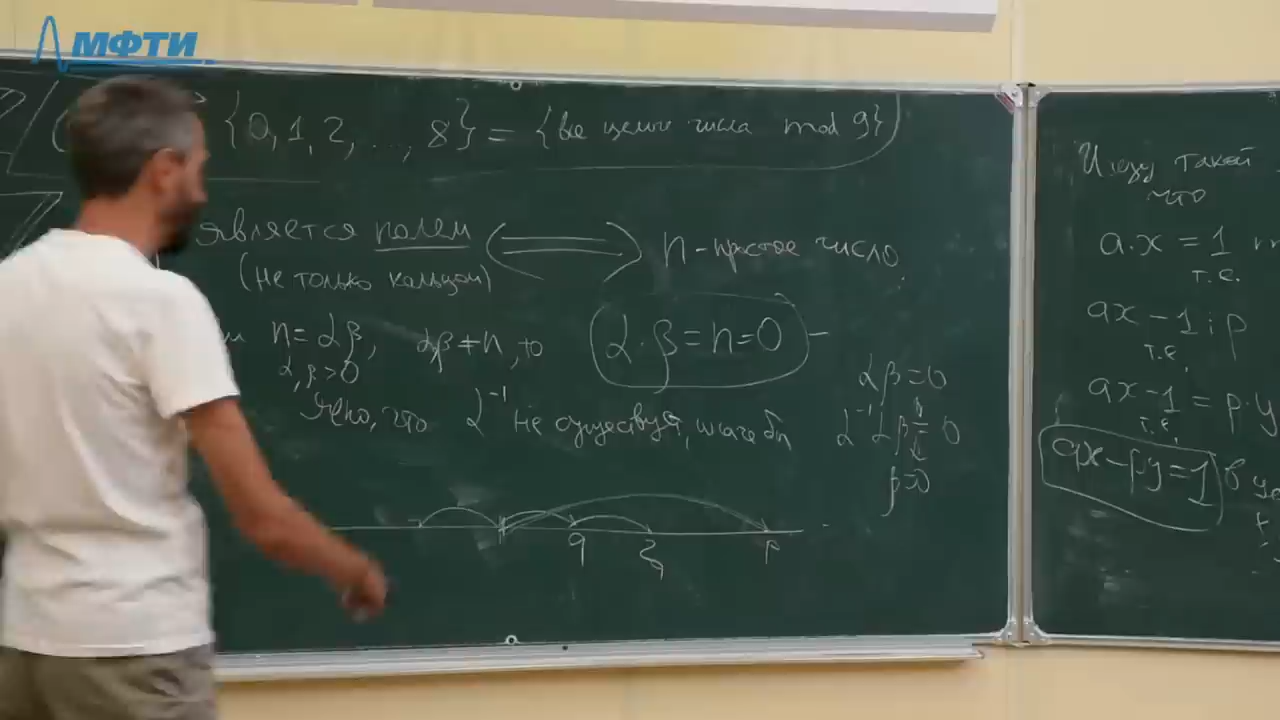 МФТИ
{0, 1, 2, ..., 8} = {все целые числа mod 9}
является полем ⟺ n - простое число.
(не только кольцом)
n = αβ, αβ ≠ n, то α·β = n = 0
α, β > 0
Ясно, что α⁻¹ не существует, иначе бы
αβ = 0
α⁻¹αβ = 0
β = 0
q 2q p
Ищу такой
что
a·x = 1
т.е.
ax - 1 ⋮ p
т.е.
ax - 1 = p·y
т.е.
ax - py = 1 в